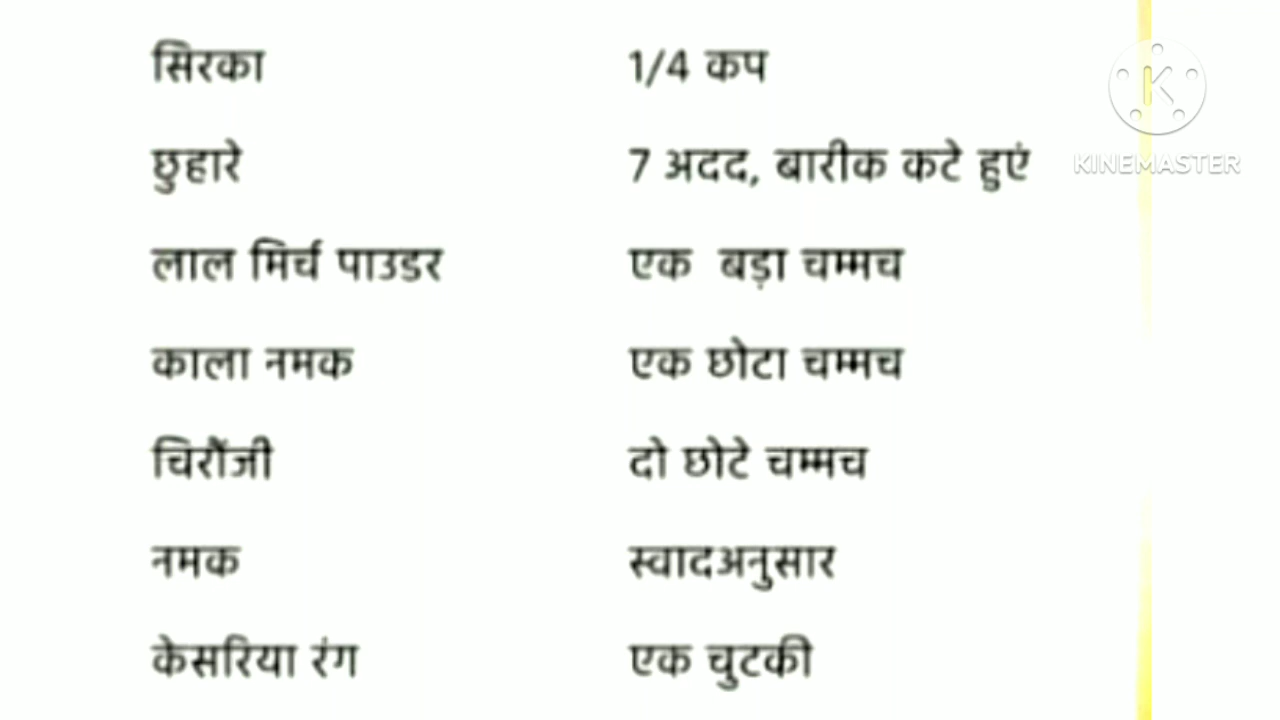 सिरका 1/4 कप
छुहारे 7 अदद, बारीक कटे हुएं
लाल मिर्च पाउडर एक बड़ा चम्मच
काला नमक एक छोटा चम्मच
चिरौंजी दो छोटे चम्मच
नमक स्वादअनुसार
केसरिया रंग एक चुटकी
K
KINEMASTER